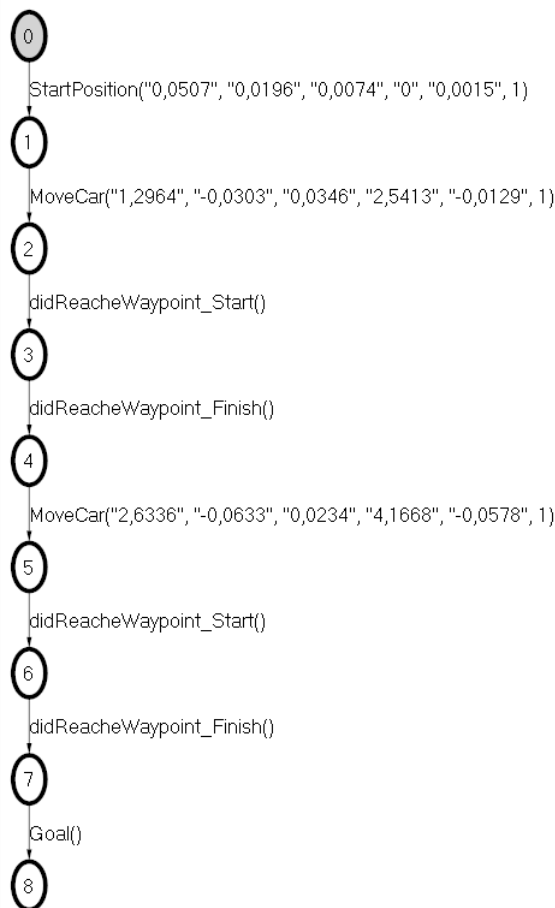 0
StartPosition("0,0507", "0,0196", "0,0074", "0", "0,0015", 1)
1
MoveCar("1,2964", "-0,0303", "0,0346", "2,5413", "-0,0129", 1)
2
didReacheWaypoint_Start()
3
didReacheWaypoint_Finish()
4
MoveCar("2,6336", "-0,0633", "0,0234", "4,1668", "-0,0578", 1)
5
didReacheWaypoint_Start()
6
didReacheWaypoint_Finish()
7
Goal()
8